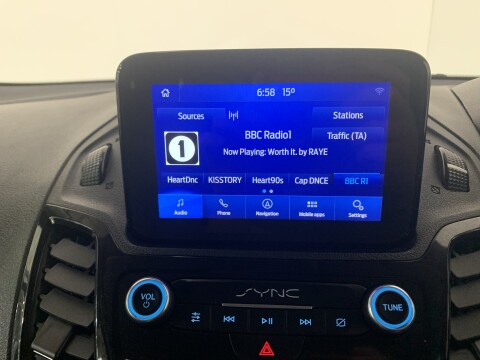 6:58 15°
Sources Stations
BBC Radio1 Traffic (TA)
1
Now Playing: Worth It. by RAYE
HeartDnc KISSTORY Heart90s Cap DNCE BBC R1
Audio Phone Navigation Mobile apps Settings
SYNC
VOL TUNE